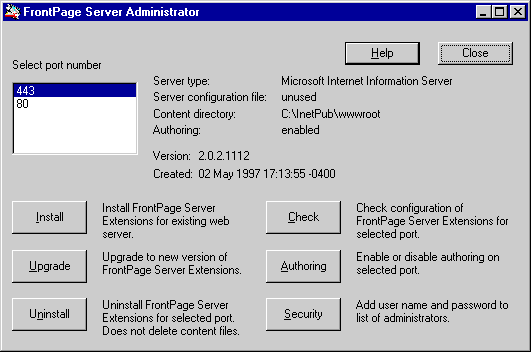 FrontPage Server Administrator
Help
Close
Select port number
443
80
Server type: Microsoft Internet Information Server
Server configuration file: unused
Content directory: C:\InetPub\wwwroot
Authoring: enabled
Version: 2.0.2.1112
Created: 02 May 1997 17:13:55 -0400
Install
Install FrontPage Server
Extensions for existing web
server.
Check
Check configuration of
FrontPage Server Extensions for
selected port.
Upgrade
Upgrade to new version of
FrontPage Server Extensions.
Authoring
Enable or disable authoring on
selected port.
Uninstall
Uninstall FrontPage Server
Extensions for selected port.
Does not delete content files.
Security
Add user name and password to
list of administrators.